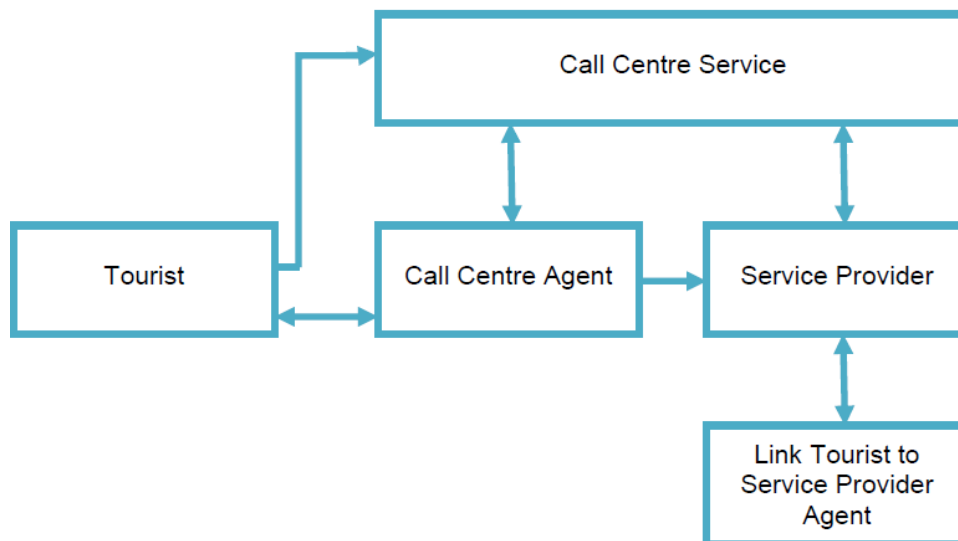 Call Centre Service
Tourist
Call Centre Agent
Service Provider
Link Tourist to
Service Provider
Agent